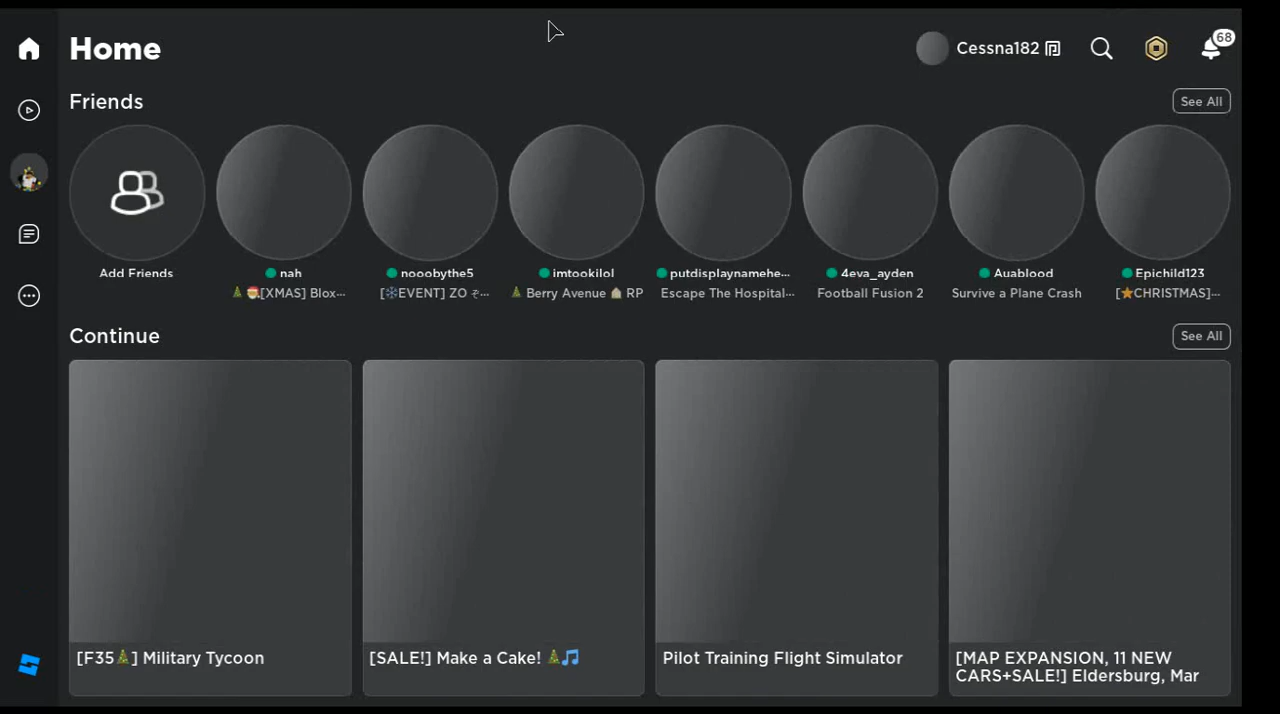 Home
Cessna182
68
Friends
See All
Add Friends
nah
nooobythe5
imtookilol
putdisplaynamehe...
4eva_ayden
Auablood
Epichild123
🎄🎅[XMAS] Blox...
[❄️EVENT] ZO ぞ...
🎄 Berry Avenue 🏠 RP
Escape The Hospital...
Football Fusion 2
Survive a Plane Crash
[⭐CHRISTMAS]...
Continue
See All
[F35🎄] Military Tycoon
[SALE!] Make a Cake! 🎄🎵
Pilot Training Flight Simulator
[MAP EXPANSION, 11 NEW
CARS+SALE!] Eldersburg, Mar